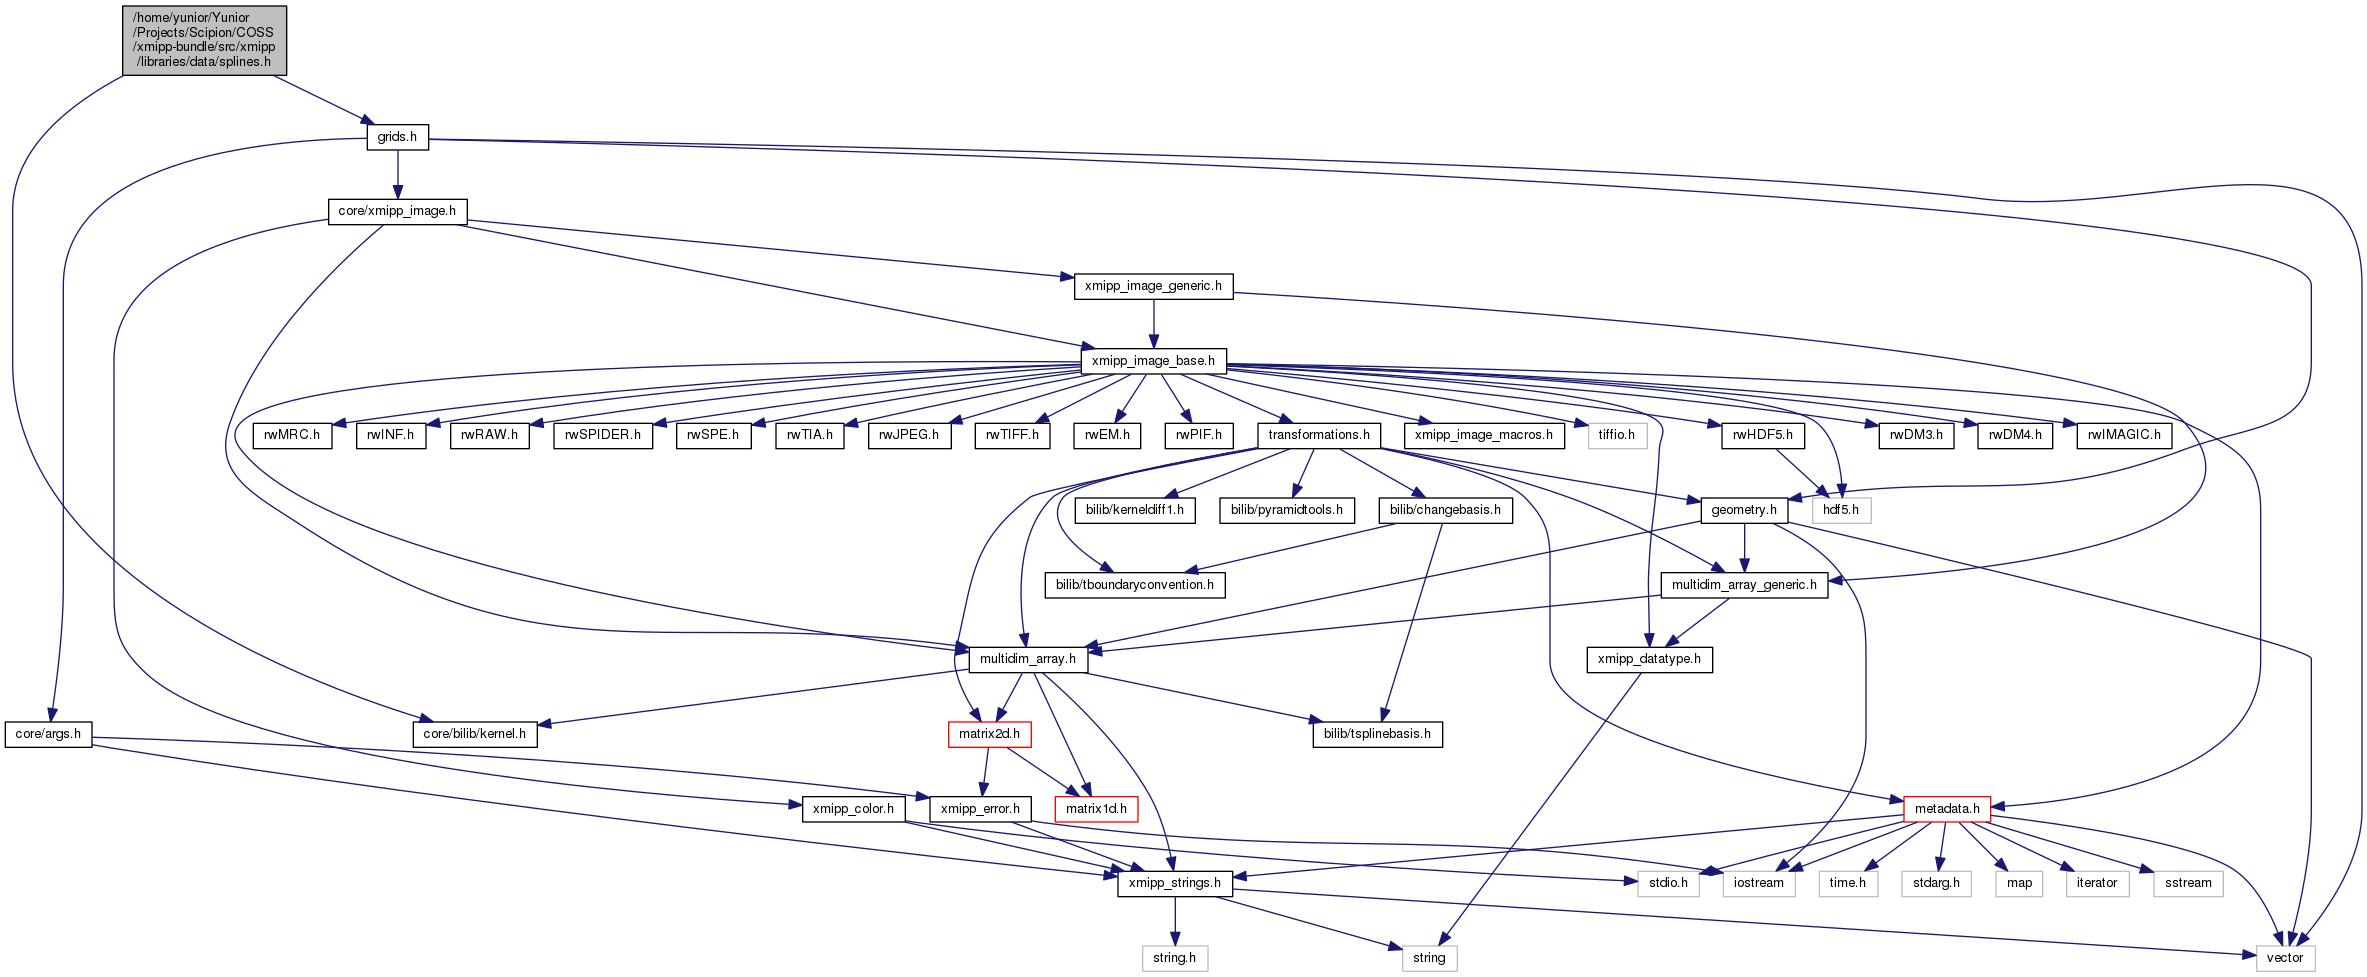 /home/yunior/Yunior
/Projects/Scipion/COSS
/xmipp-bundle/src/xmipp
/libraries/data/splines.h
grids.h
core/xmipp_image.h
xmipp_image_generic.h
xmipp_image_base.h
rwMRC.h
rwINF.h
rwRAW.h
rwSPIDER.h
rwSPE.h
rwTIA.h
rwJPEG.h
rwTIFF.h
rwEM.h
rwPIF.h
transformations.h
xmipp_image_macros.h
tiffio.h
rwHDF5.h
rwDM3.h
rwDM4.h
rwIMAGIC.h
bilib/kerneldiff1.h
bilib/pyramidtools.h
bilib/changebasis.h
geometry.h
hdf5.h
bilib/tboundaryconvention.h
multidim_array_generic.h
multidim_array.h
xmipp_datatype.h
core/args.h
core/bilib/kernel.h
matrix2d.h
bilib/tsplinebasis.h
xmipp_color.h
xmipp_error.h
matrix1d.h
metadata.h
xmipp_strings.h
stdio.h
iostream
time.h
stdarg.h
map
iterator
sstream
string.h
string
vector